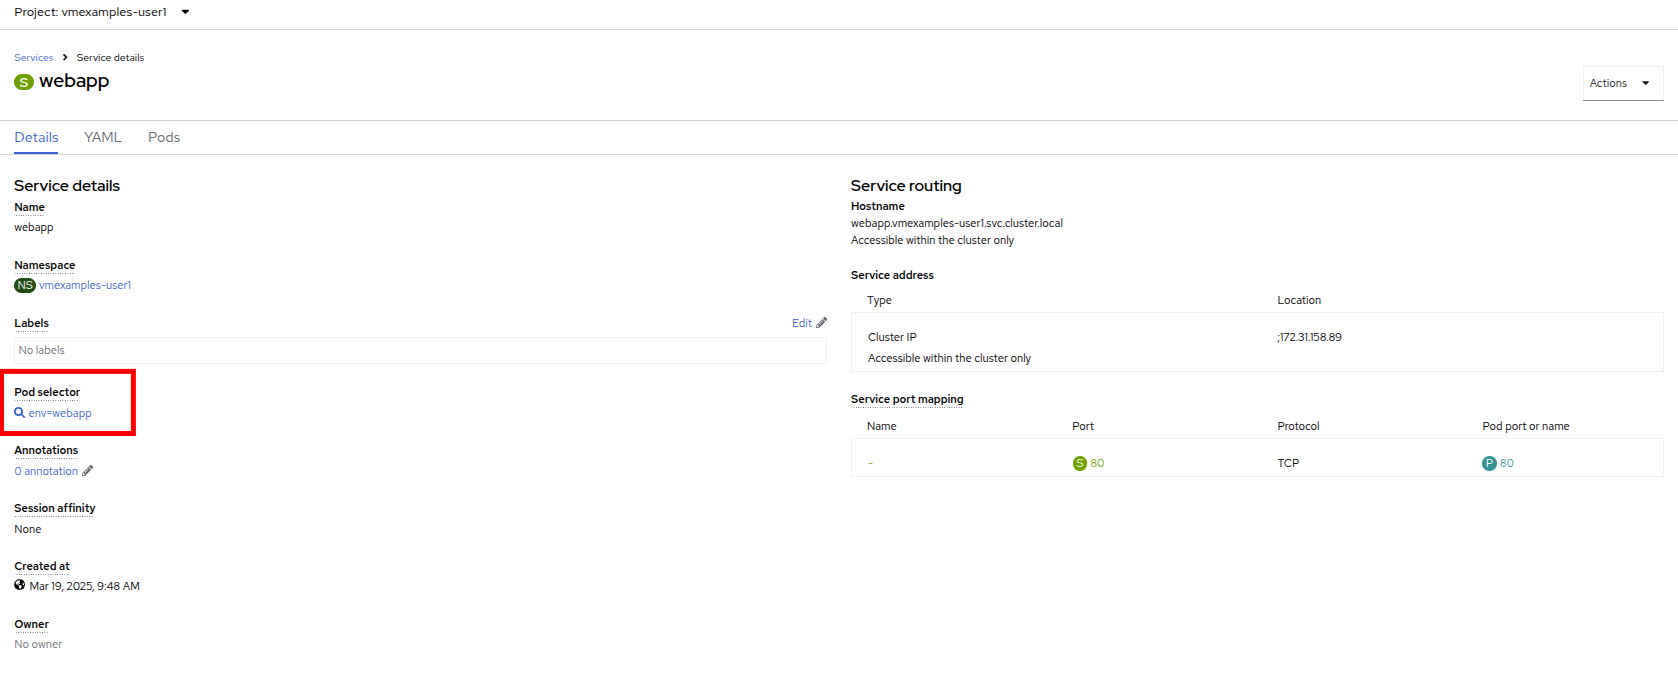 Project: vmexamples-user1
Services > Service details
S webapp
Actions
Details YAML Pods
Service details
Name
webapp
Namespace
NS vmexamples-user1
Labels
Edit
No labels
Pod selector
env=webapp
Annotations
0 annotation
Session affinity
None
Created at
Mar 19, 2025, 9:48 AM
Owner
No owner
Service routing
Hostname
webapp.vmexamples-user1.svc.cluster.local
Accessible within the cluster only
Service address
Type Location
Cluster IP ;172.31.158.89
Accessible within the cluster only
Service port mapping
Name Port Protocol Pod port or name
- S 80 TCP P 80